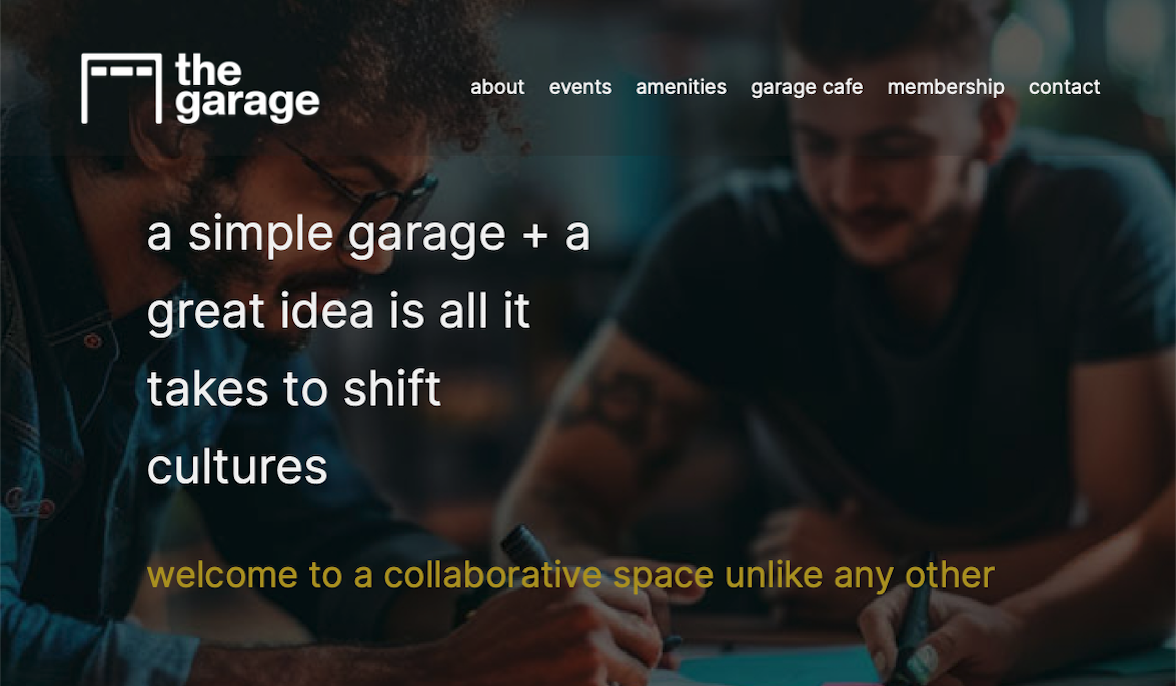 the
garage
about events amenities garage cafe membership contact
a simple garage + a
great idea is all it
takes to shift
cultures
welcome to a collaborative space unlike any other